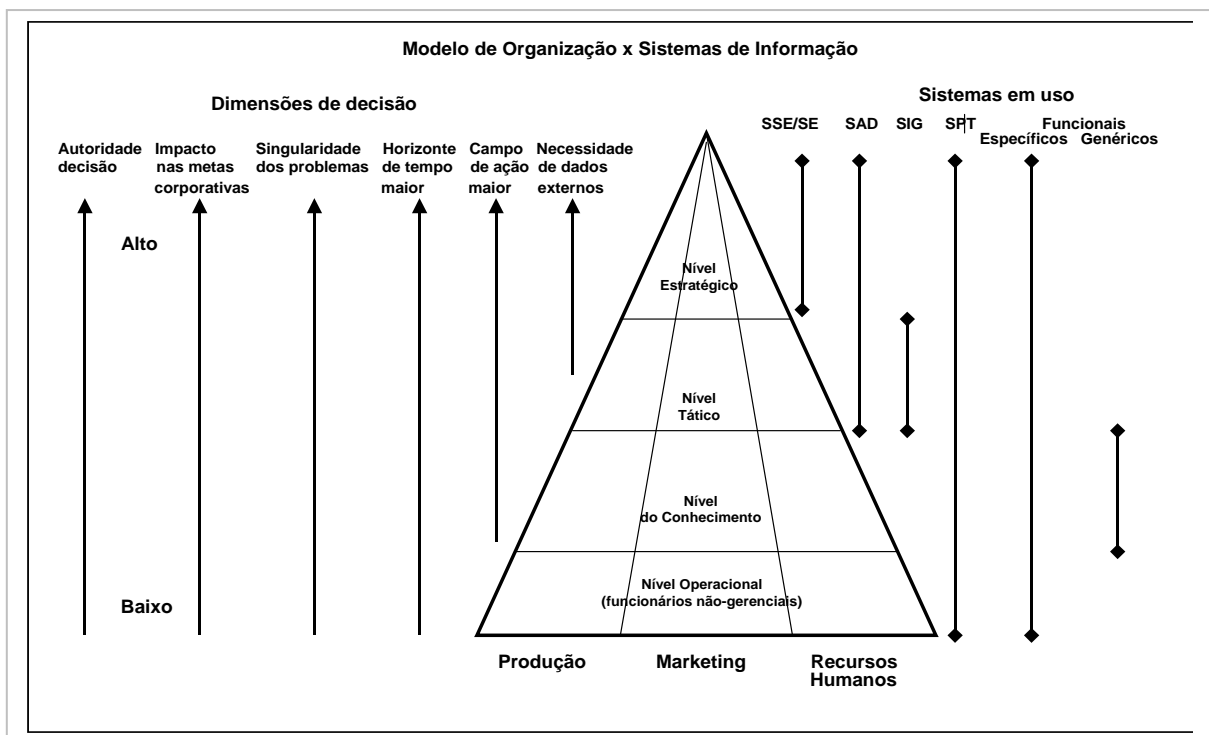 Modelo de Organização x Sistemas de Informação
Dimensões de decisão
Sistemas em uso
Autoridade
decisão
Impacto
nas metas
corporativas
Singularidade
dos problemas
Horizonte
de tempo
maior
Campo
de ação
maior
Necessidade
de dados
externos
SSE/SE
SAD
SIG
SPT
Funcionais
Específicos
Genéricos
Alto
Baixo
Nível
Estratégico
Nível
Tático
Nível
do Conhecimento
Nível Operacional
(funcionários não-gerenciais)
Produção
Marketing
Recursos
Humanos